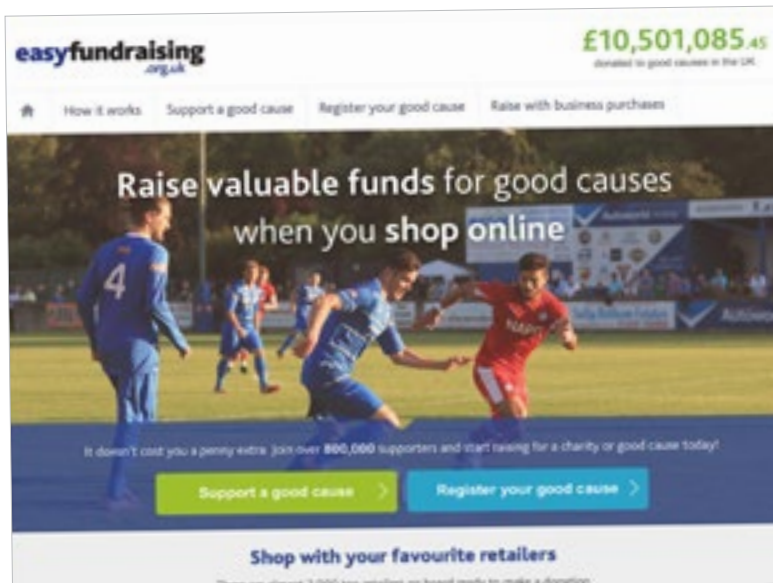 easyfundraising
.org.uk
£10,501,085.45
donated to good causes in the UK
How it works Support a good cause Register your good cause Raise with business purchases
Raise valuable funds for good causes
when you shop online
4
It doesn't cost you a penny extra. Join over 800,000 supporters and start raising for a charity or good cause today!
Support a good cause
Register your good cause
Shop with your favourite retailers